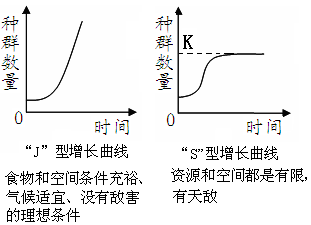 种群数量
0
时间
“J”型增长曲线
食物和空间条件充裕、
气候适宜、没有敌害
的理想条件
种群数量
K
0
时间
“S”型增长曲线
资源和空间都是有限，
有天敌